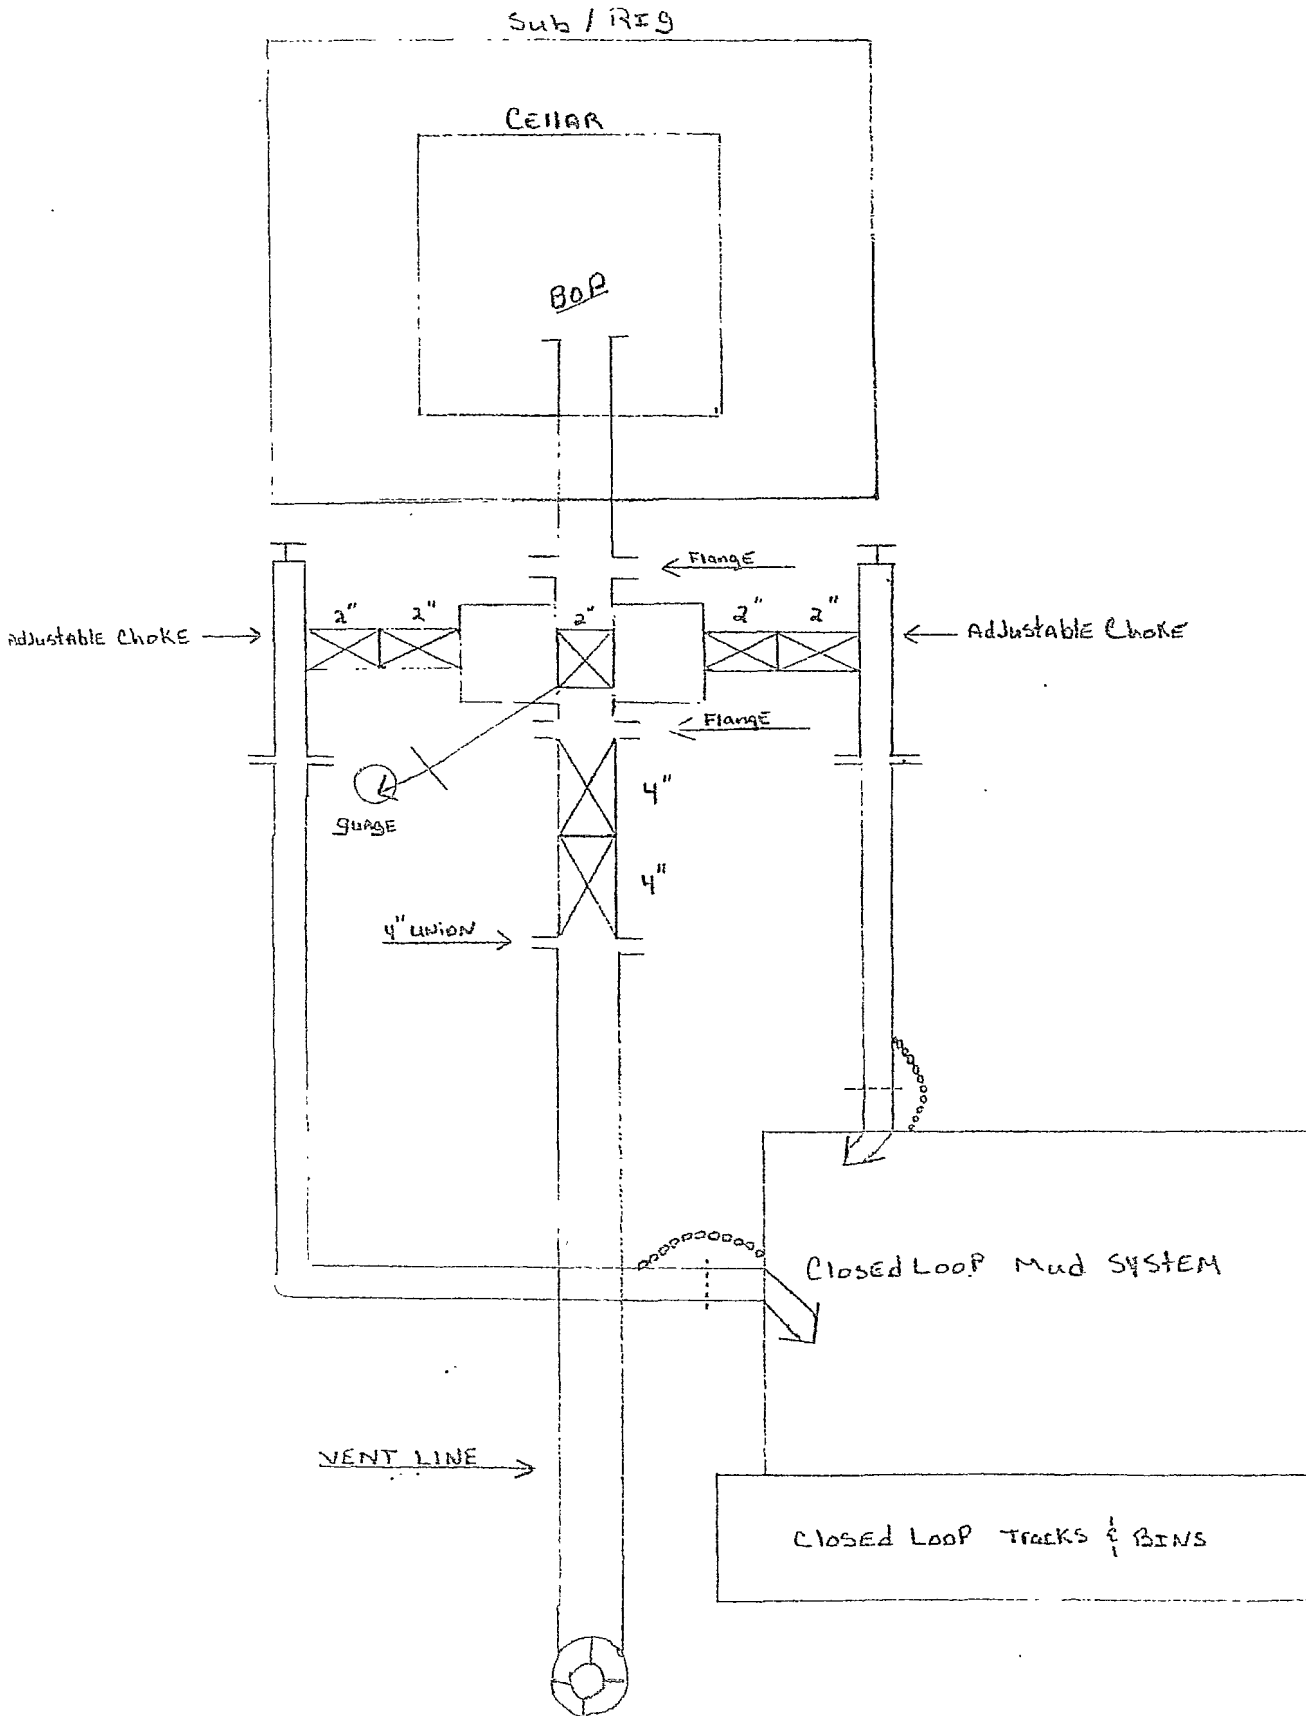 Sub / RIg
CEllAR
BOP
FlangE
2" 2" 2" 2" 2"
AdJustAblE ChoKE
AdJustAblE ChoKE
FlangE
guagE
4"
4"
4" UNION
Closed LOOP Mud SYStEM
VENT LINE
Closed LOOP TracKS & BINS